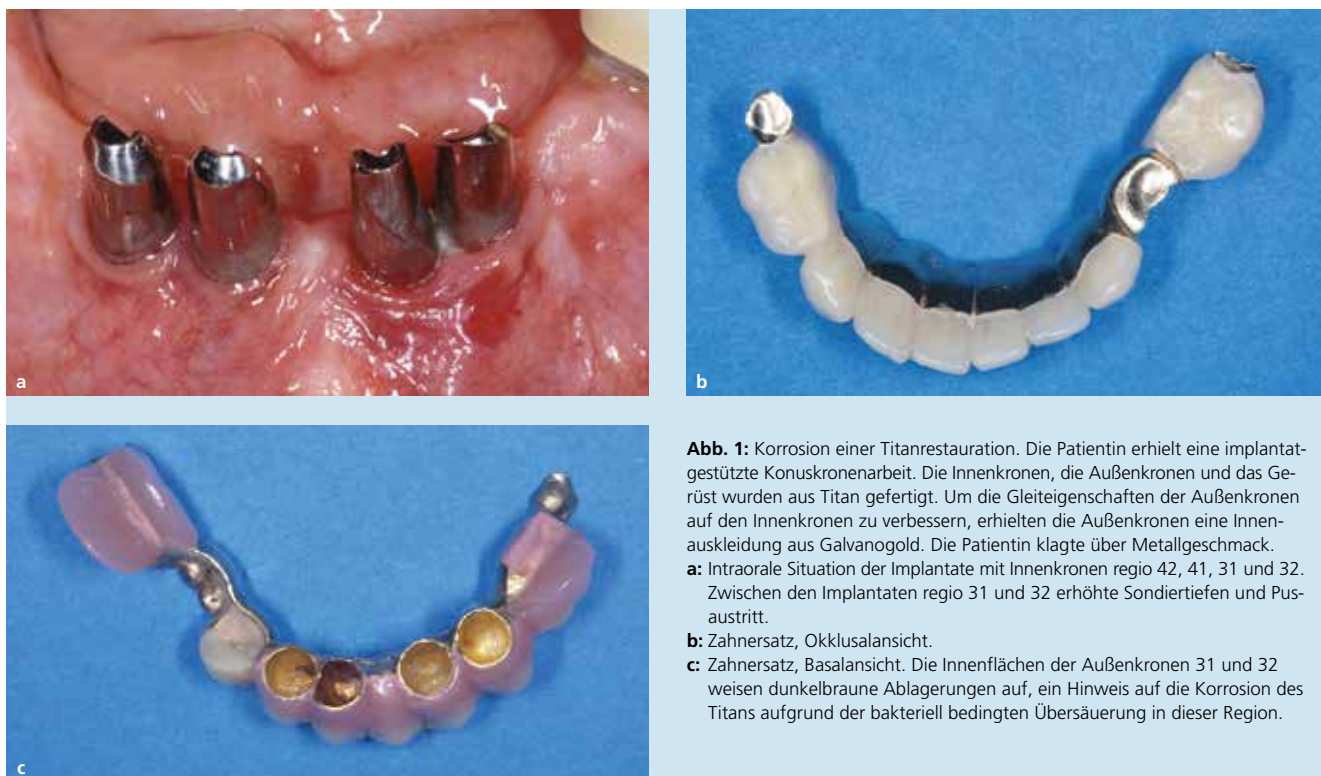 a
b
c
Abb. 1: Korrosion einer Titanrestauration. Die Patientin erhielt eine implantat-
gestützte Konuskronenarbeit. Die Innenkronen, die Außenkronen und das Ge-
rüst wurden aus Titan gefertigt. Um die Gleiteigenschaften der Außenkronen
auf den Innenkronen zu verbessern, erhielten die Außenkronen eine Innen-
auskleidung aus Galvanogold. Die Patientin klagte über Metallgeschmack.
a: Intraorale Situation der Implantate mit Innenkronen regio 42, 41, 31 und 32.
Zwischen den Implantaten regio 31 und 32 erhöhte Sondiertiefen und Pus-
austritt.
b: Zahnersatz, Okklusalansicht.
c: Zahnersatz, Basalansicht. Die Innenflächen der Außenkronen 31 und 32
weisen dunkelbraune Ablagerungen auf, ein Hinweis auf die Korrosion des
Titans aufgrund der bakteriell bedingten Übersäuerung in dieser Region.